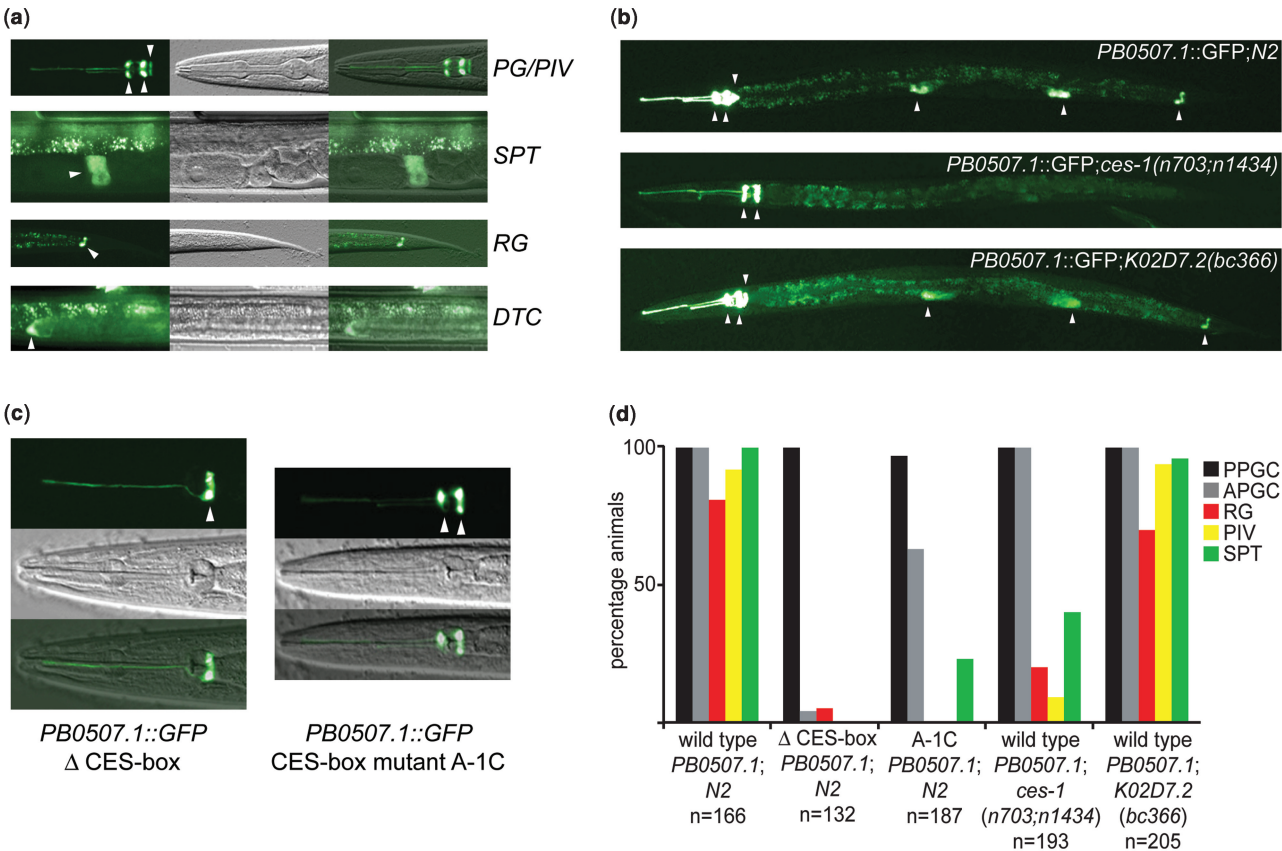 (a)
PG/PIV
SPT
RG
DTC
(b)
PB0507.1::GFP;N2
PB0507.1::GFP;ces-1(n703;n1434)
PB0507.1::GFP;K02D7.2(bc366)
(c)
PB0507.1::GFP
Δ CES-box
PB0507.1::GFP
CES-box mutant A-1C
(d)
percentage animals
100
50
PPGC
APGC
RG
PIV
SPT
wild type
PB0507.1;
N2
n=166
Δ CES-box
PB0507.1;
N2
n=132
A-1C
PB0507.1;
N2
n=187
wild type
PB0507.1;
ces-1
(n703;n1434)
n=193
wild type
PB0507.1;
K02D7.2
(bc366)
n=205